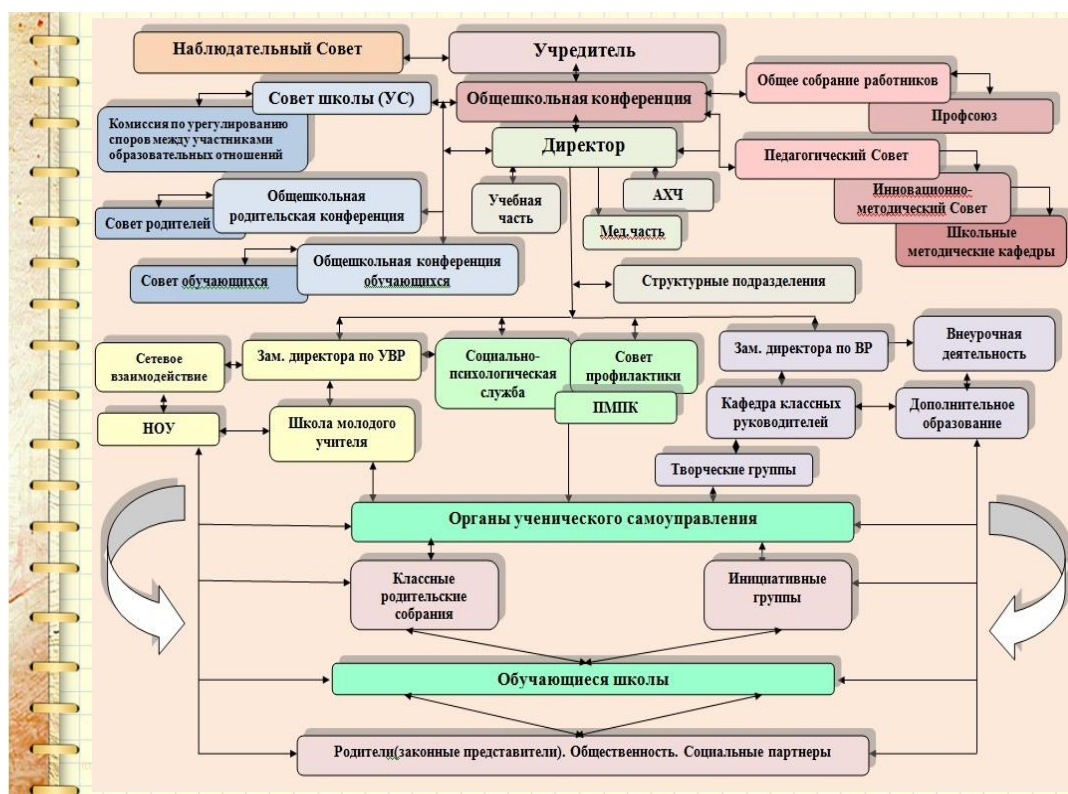 Наблюдательный Совет
Учредитель
Совет школы (УС)
Общешкольная конференция
Общее собрание работников
Профсоюз
Комиссия по урегулированию
споров между участниками
образовательных отношений
Директор
Педагогический Совет
Учебная
часть
АХЧ
Мед.часть
Инновационно-
методический Совет
Школьные
методические кафедры
Общешкольная
родительская конференция
Совет родителей
Общешкольная конференция
обучающихся
Совет обучающихся
Структурные подразделения
Сетевое
взаимодействие
Зам. директора по УВР
Социально-
психологическая
служба
Совет
профилактики
ПМПК
Зам. директора по ВР
Внеурочная
деятельность
НОУ
Школа молодого
учителя
Кафедра классных
руководителей
Дополнительное
образование
Творческие группы
Органы ученического самоуправления
Классные
родительские
собрания
Инициативные
группы
Обучающиеся школы
Родители(законные представители). Общественность. Социальные партнеры